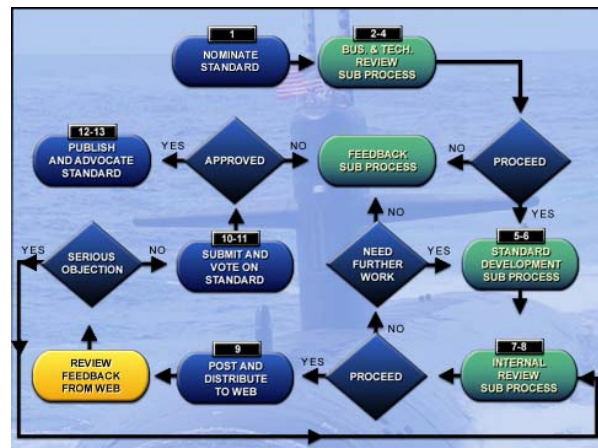 1
NOMINATE
STANDARD
2-4
BUS. & TECH.
REVIEW
SUB PROCESS
12-13
PUBLISH
AND ADVOCATE
STANDARD
YES
APPROVED
NO
FEEDBACK
SUB PROCESS
NO
PROCEED
YES
NO
YES
SERIOUS
OBJECTION
NO
10-11
SUBMIT AND
VOTE ON
STANDARD
NEED
FURTHER
WORK
YES
5-6
STANDARD
DEVELOPMENT
SUB PROCESS
NO
REVIEW
FEEDBACK
FROM WEB
9
POST AND
DISTRIBUTE
TO WEB
YES
PROCEED
7-8
INTERNAL
REVIEW
SUB PROCESS